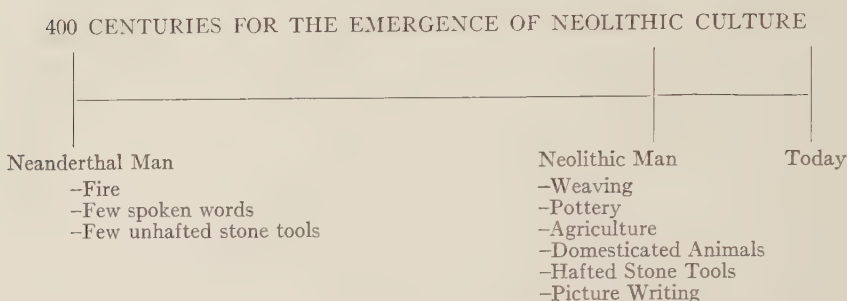 400 CENTURIES FOR THE EMERGENCE OF NEOLITHIC CULTURE
Neanderthal Man
–Fire
–Few spoken words
–Few unhafted stone tools
Neolithic Man
–Weaving
–Pottery
–Agriculture
–Domesticated Animals
–Hafted Stone Tools
–Picture Writing
Today